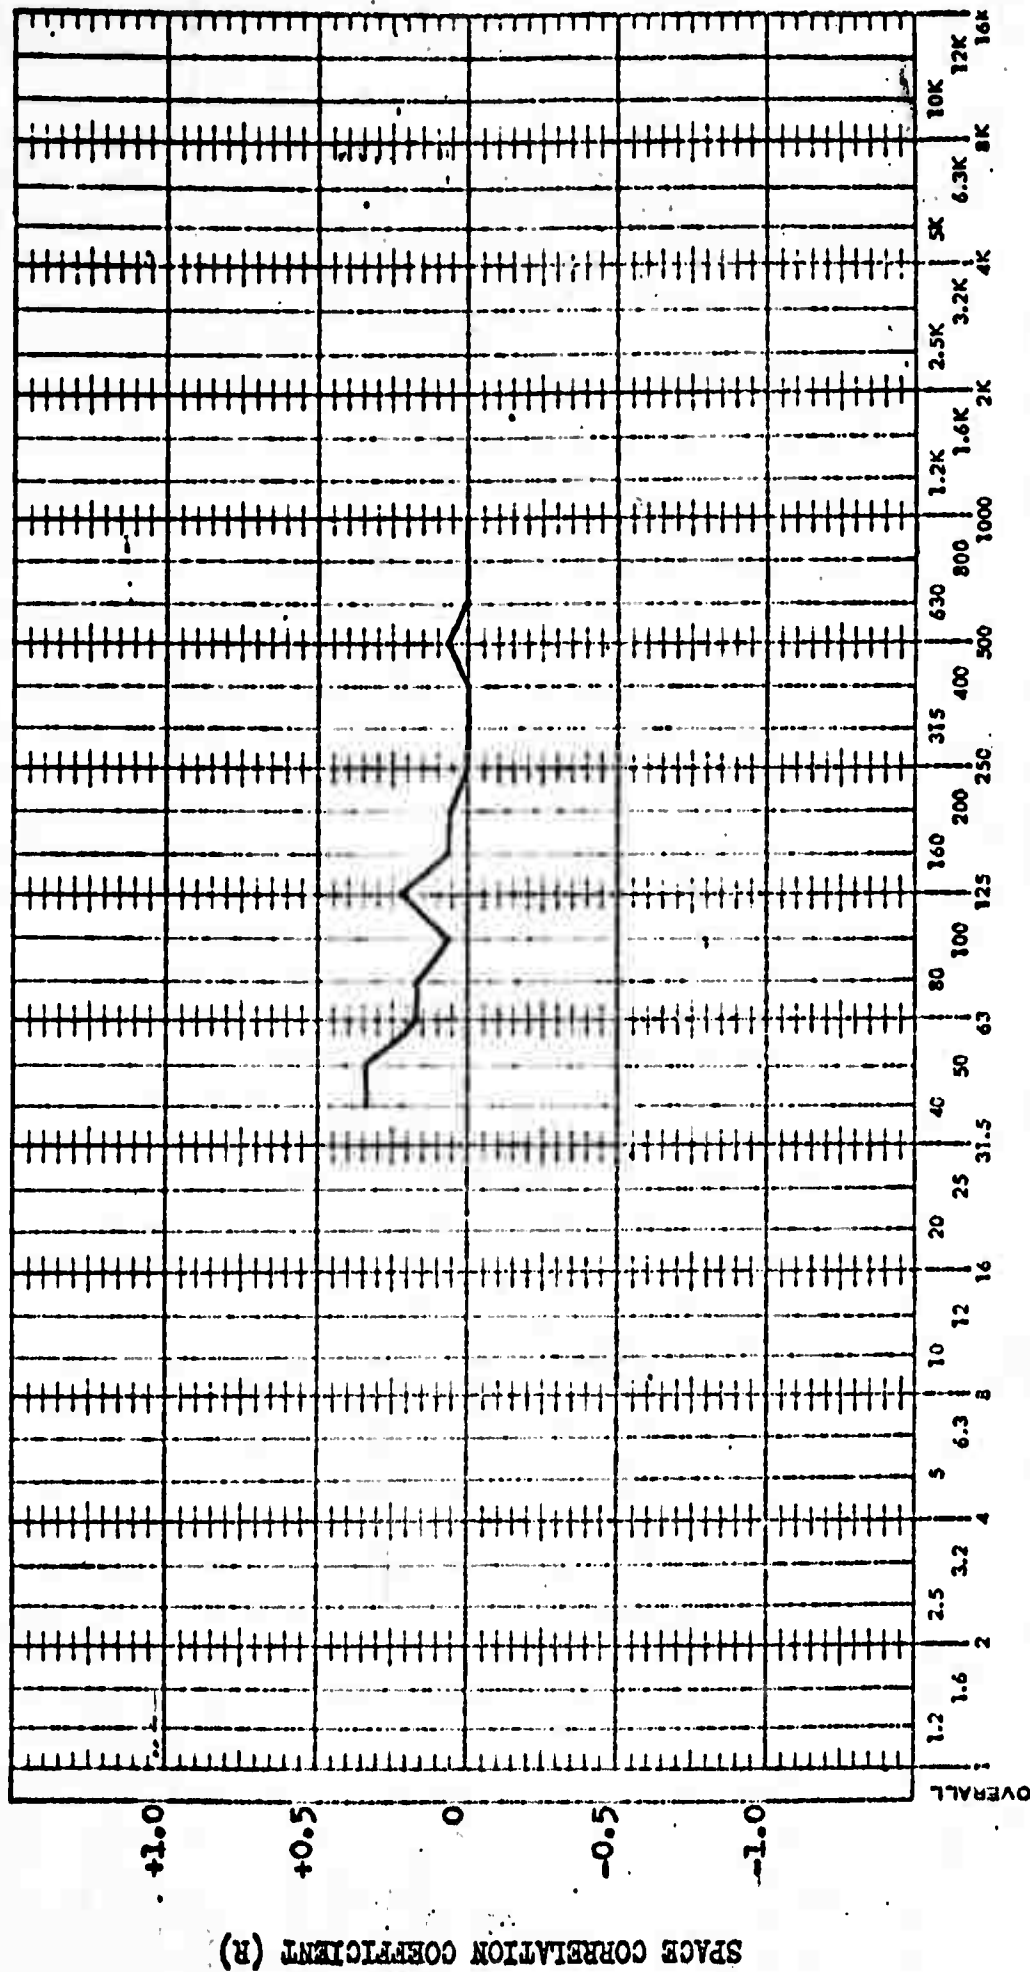 SPACE CORRELATION COEFFICIENT (R)
+1.0
+0.5
0
-0.5
-1.0
OVERALL
1.2 2.5 5 10 20 40 80 160 315 630 1.2K 2.5K 5K 10K
1.6 3.2 6.3 12 25 50 100 200 400 800 1.6K 3.2K 6.3K 12K
1 2 4 8 16 31.5 63 125 250 500 1000 2K 4K 8K 16K